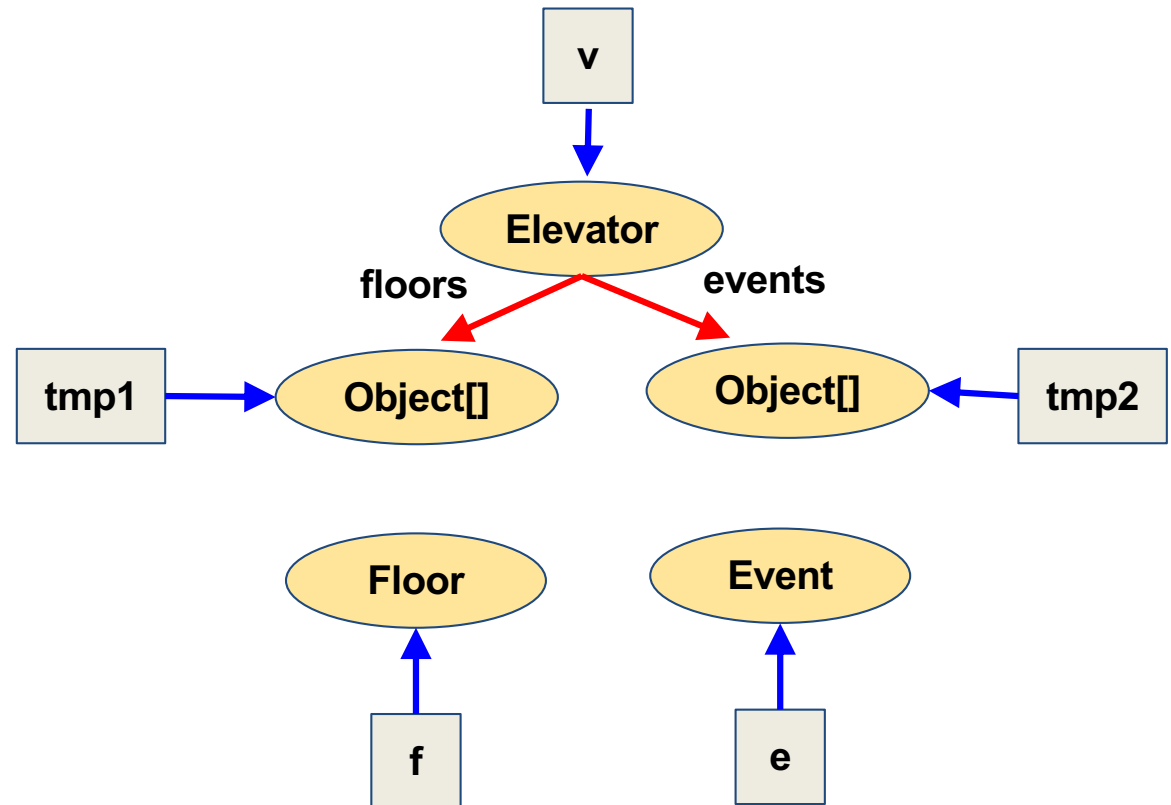 v
Elevator
floors
events
tmp1
Object[]
Object[]
tmp2
Floor
Event
f
e